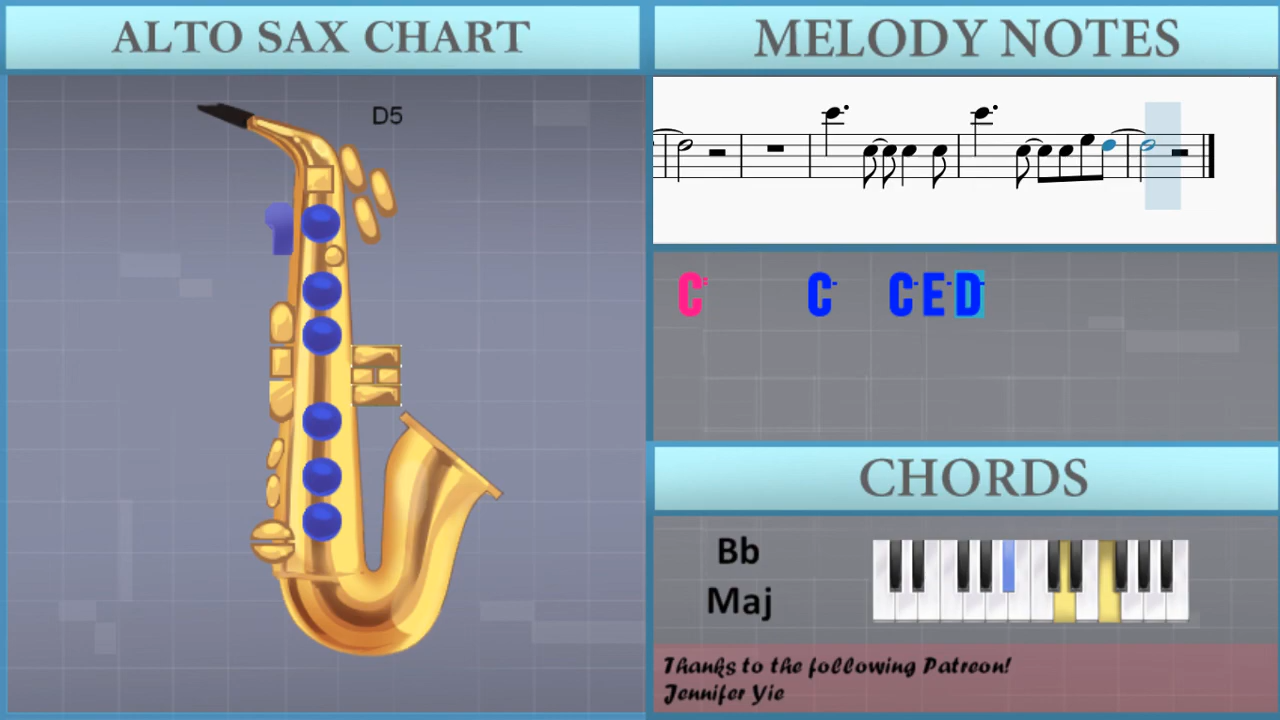 ALTO SAX CHART
MELODY NOTES
D5
C C C E D
CHORDS
Bb
Maj
Thanks to the following Patreon!
Jennifer Yie